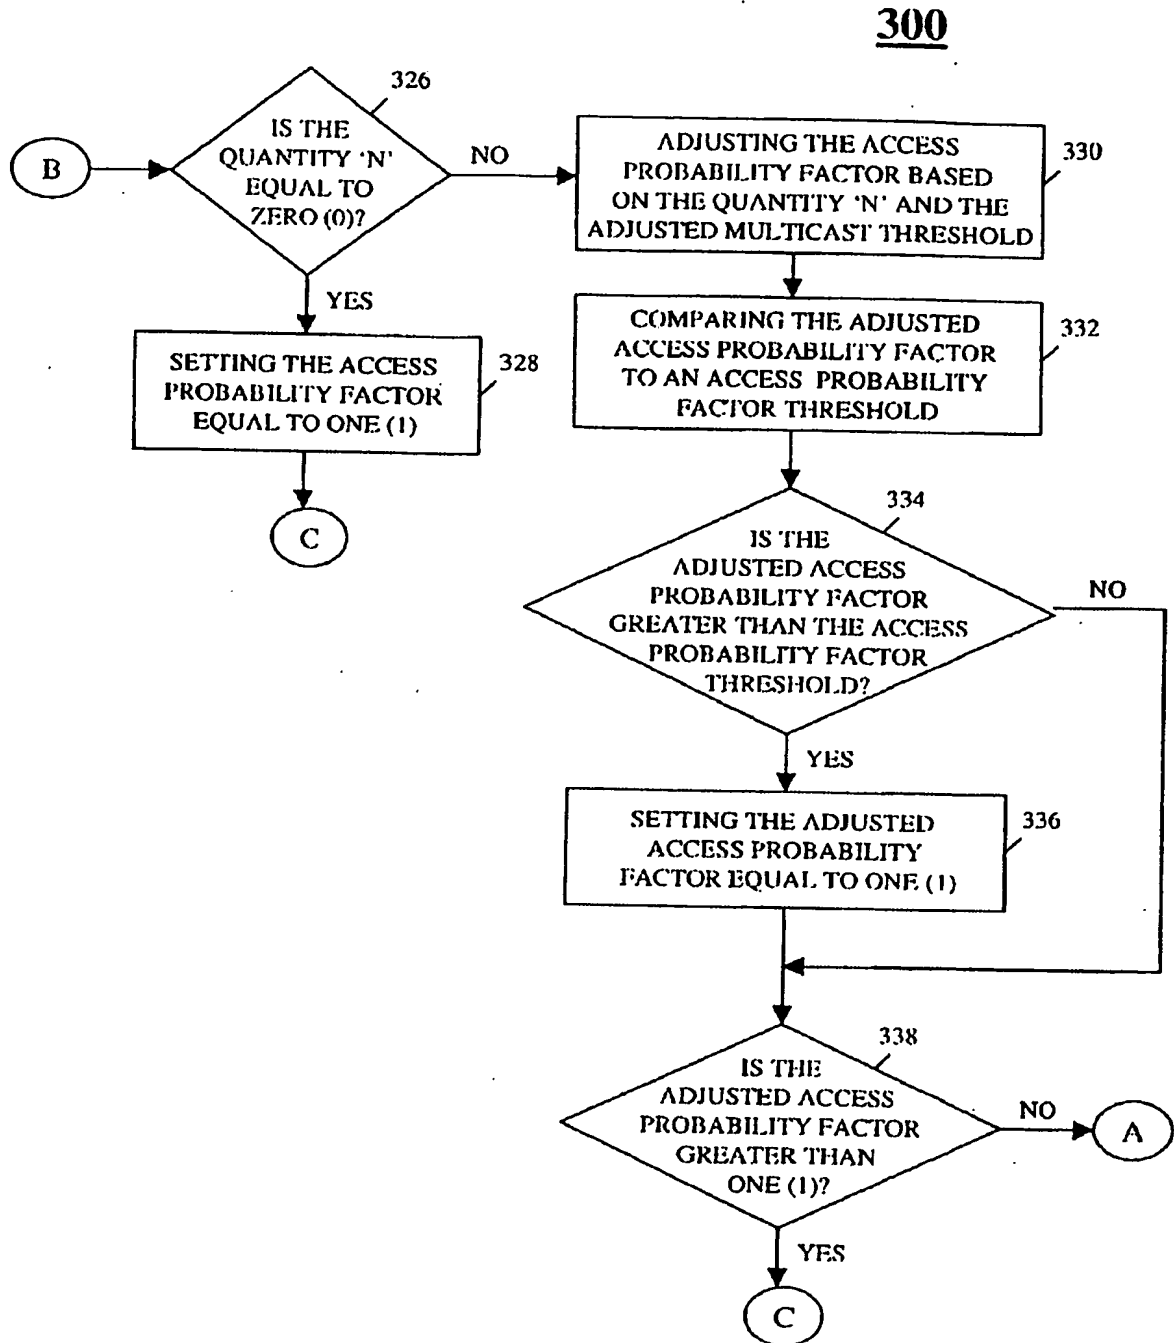 300
326
IS THE
QUANTITY 'N'
EQUAL TO
ZERO (0)?
B
NO
ADJUSTING THE ACCESS
PROBABILITY FACTOR BASED
ON THE QUANTITY 'N' AND THE
ADJUSTED MULTICAST THRESHOLD
330
YES
SETTING THE ACCESS
PROBABILITY FACTOR
EQUAL TO ONE (1)
328
C
COMPARING THE ADJUSTED
ACCESS PROBABILITY FACTOR
TO AN ACCESS PROBABILITY
FACTOR THRESHOLD
332
334
IS THE
ADJUSTED ACCESS
PROBABILITY FACTOR
GREATER THAN THE ACCESS
PROBABILITY FACTOR
THRESHOLD?
NO
YES
SETTING THE ADJUSTED
ACCESS PROBABILITY
FACTOR EQUAL TO ONE (1)
336
338
IS THE
ADJUSTED ACCESS
PROBABILITY FACTOR
GREATER THAN
ONE (1)?
NO
A
YES
C